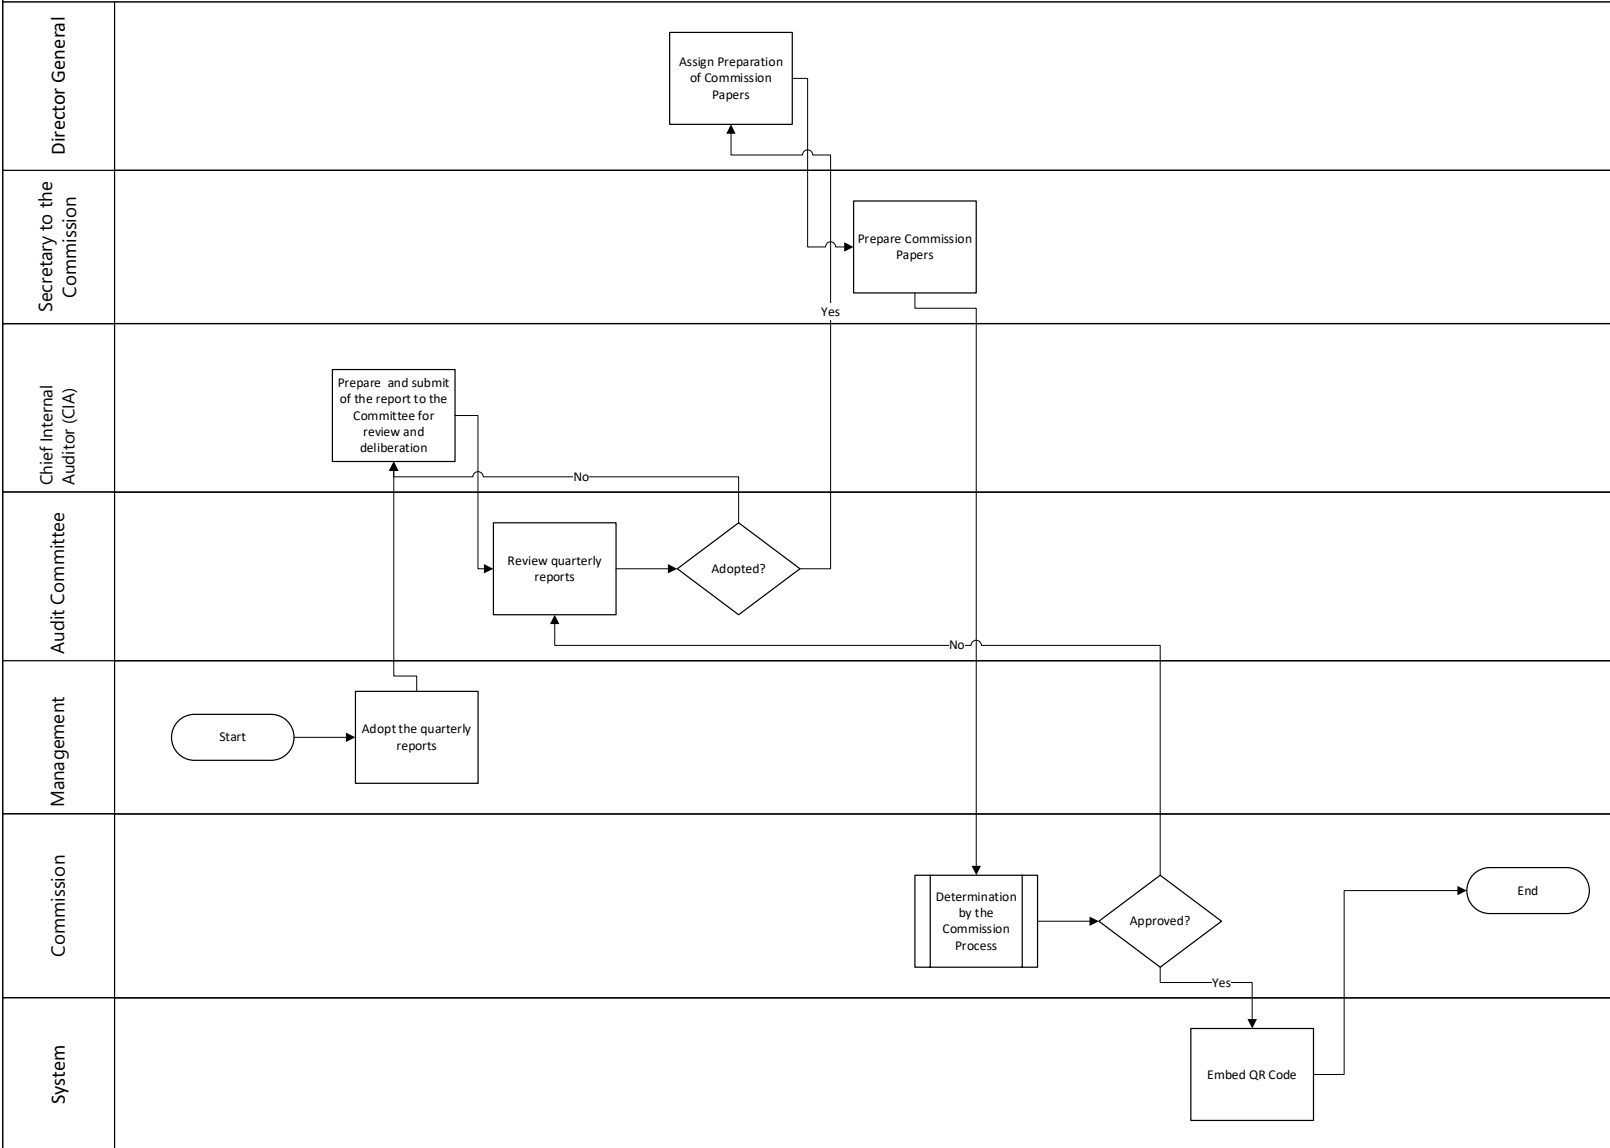 Director General
Assign Preparation
of Commission
Papers
Secretary to the
Commission
Prepare Commission
Papers
Yes
Chief Internal
Auditor (CIA)
Prepare  and submit
of the report to the
Committee for
review and
deliberation
No
Audit Committee
Review quarterly
reports
Adopted?
No
Management
Start
Adopt the quarterly
reports
Commission
Determination
by the
Commission
Process
Approved?
End
Yes
System
Embed QR Code